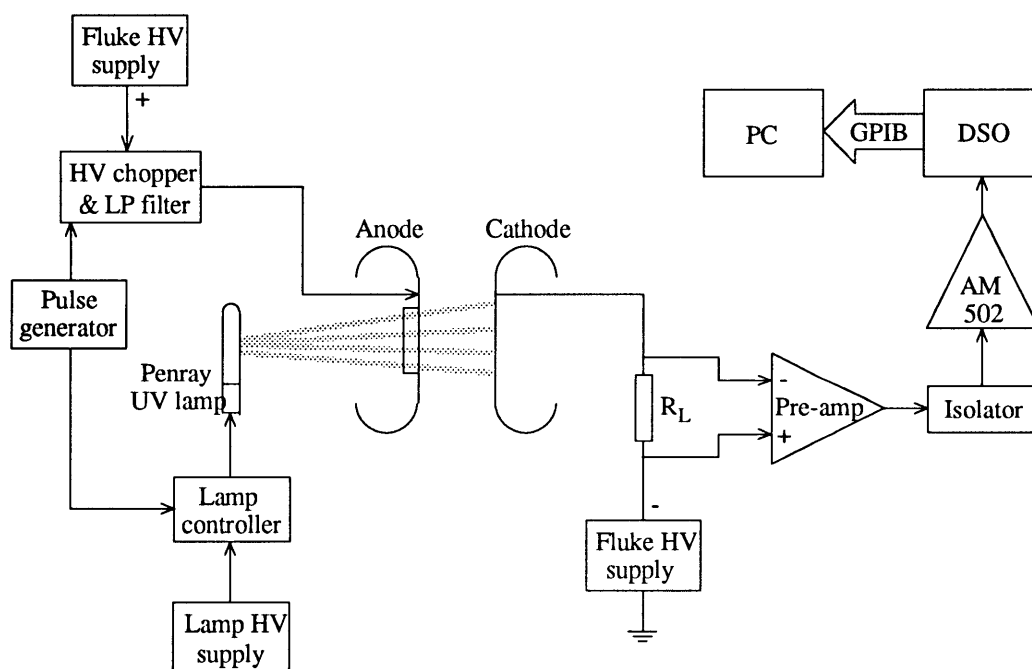 Fluke HV
supply
+
HV chopper
& LP filter
Pulse
generator
Penray
UV lamp
Lamp
controller
Lamp HV
supply
Anode
Cathode
R_L
-
Pre-amp
+
-
Fluke HV
supply
Isolator
AM
502
DSO
GPIB
PC